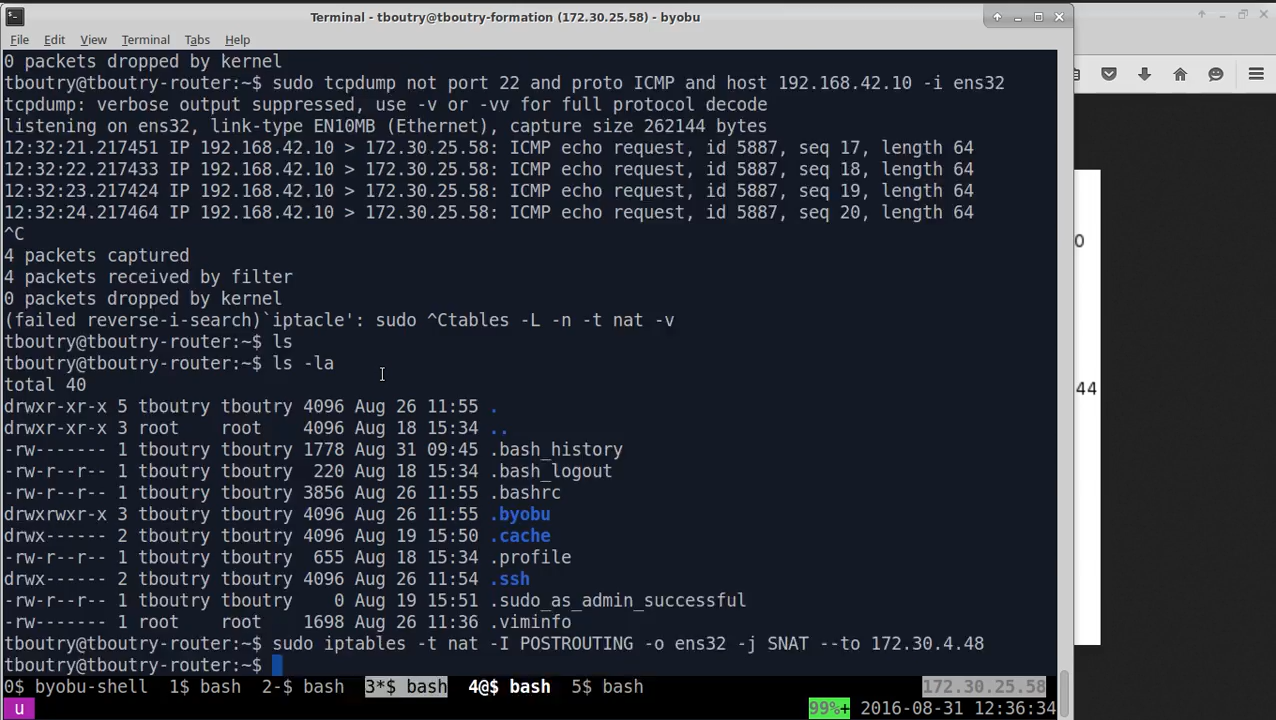 Terminal - tboutry@tboutry-formation (172.30.25.58) - byobu
File Edit View Terminal Tabs Help
0 packets dropped by kernel
tboutry@tboutry-router:~$ sudo tcpdump not port 22 and proto ICMP and host 192.168.42.10 -i ens32
tcpdump: verbose output suppressed, use -v or -vv for full protocol decode
listening on ens32, link-type EN10MB (Ethernet), capture size 262144 bytes
12:32:21.217451 IP 192.168.42.10 > 172.30.25.58: ICMP echo request, id 5887, seq 17, length 64
12:32:22.217433 IP 192.168.42.10 > 172.30.25.58: ICMP echo request, id 5887, seq 18, length 64
12:32:23.217424 IP 192.168.42.10 > 172.30.25.58: ICMP echo request, id 5887, seq 19, length 64
12:32:24.217464 IP 192.168.42.10 > 172.30.25.58: ICMP echo request, id 5887, seq 20, length 64
^C
4 packets captured
4 packets received by filter
0 packets dropped by kernel
(failed reverse-i-search)`iptacle': sudo ^Ctables -L -n -t nat -v
tboutry@tboutry-router:~$ ls
tboutry@tboutry-router:~$ ls -la
total 40
drwxr-xr-x 5 tboutry tboutry 4096 Aug 26 11:55 .
drwxr-xr-x 3 root    root    4096 Aug 18 15:34 ..
-rw------- 1 tboutry tboutry 1778 Aug 31 09:45 .bash_history
-rw-r--r-- 1 tboutry tboutry  220 Aug 18 15:34 .bash_logout
-rw-r--r-- 1 tboutry tboutry 3856 Aug 26 11:55 .bashrc
drwxrwxr-x 3 tboutry tboutry 4096 Aug 26 11:55 .byobu
drwx------ 2 tboutry tboutry 4096 Aug 19 15:50 .cache
-rw-r--r-- 1 tboutry tboutry  655 Aug 18 15:34 .profile
drwx------ 2 tboutry tboutry 4096 Aug 26 11:54 .ssh
-rw-r--r-- 1 tboutry tboutry    0 Aug 19 15:51 .sudo_as_admin_successful
-rw------- 1 root    root    1698 Aug 26 11:36 .viminfo
tboutry@tboutry-router:~$ sudo iptables -t nat -I POSTROUTING -o ens32 -j SNAT --to 172.30.4.48
tboutry@tboutry-router:~$
0$ byobu-shell 1$ bash 2-$ bash 3*$ bash 4@$ bash 5$ bash 172.30.25.58
u 99%+ 2016-08-31 12:36:34
0
44